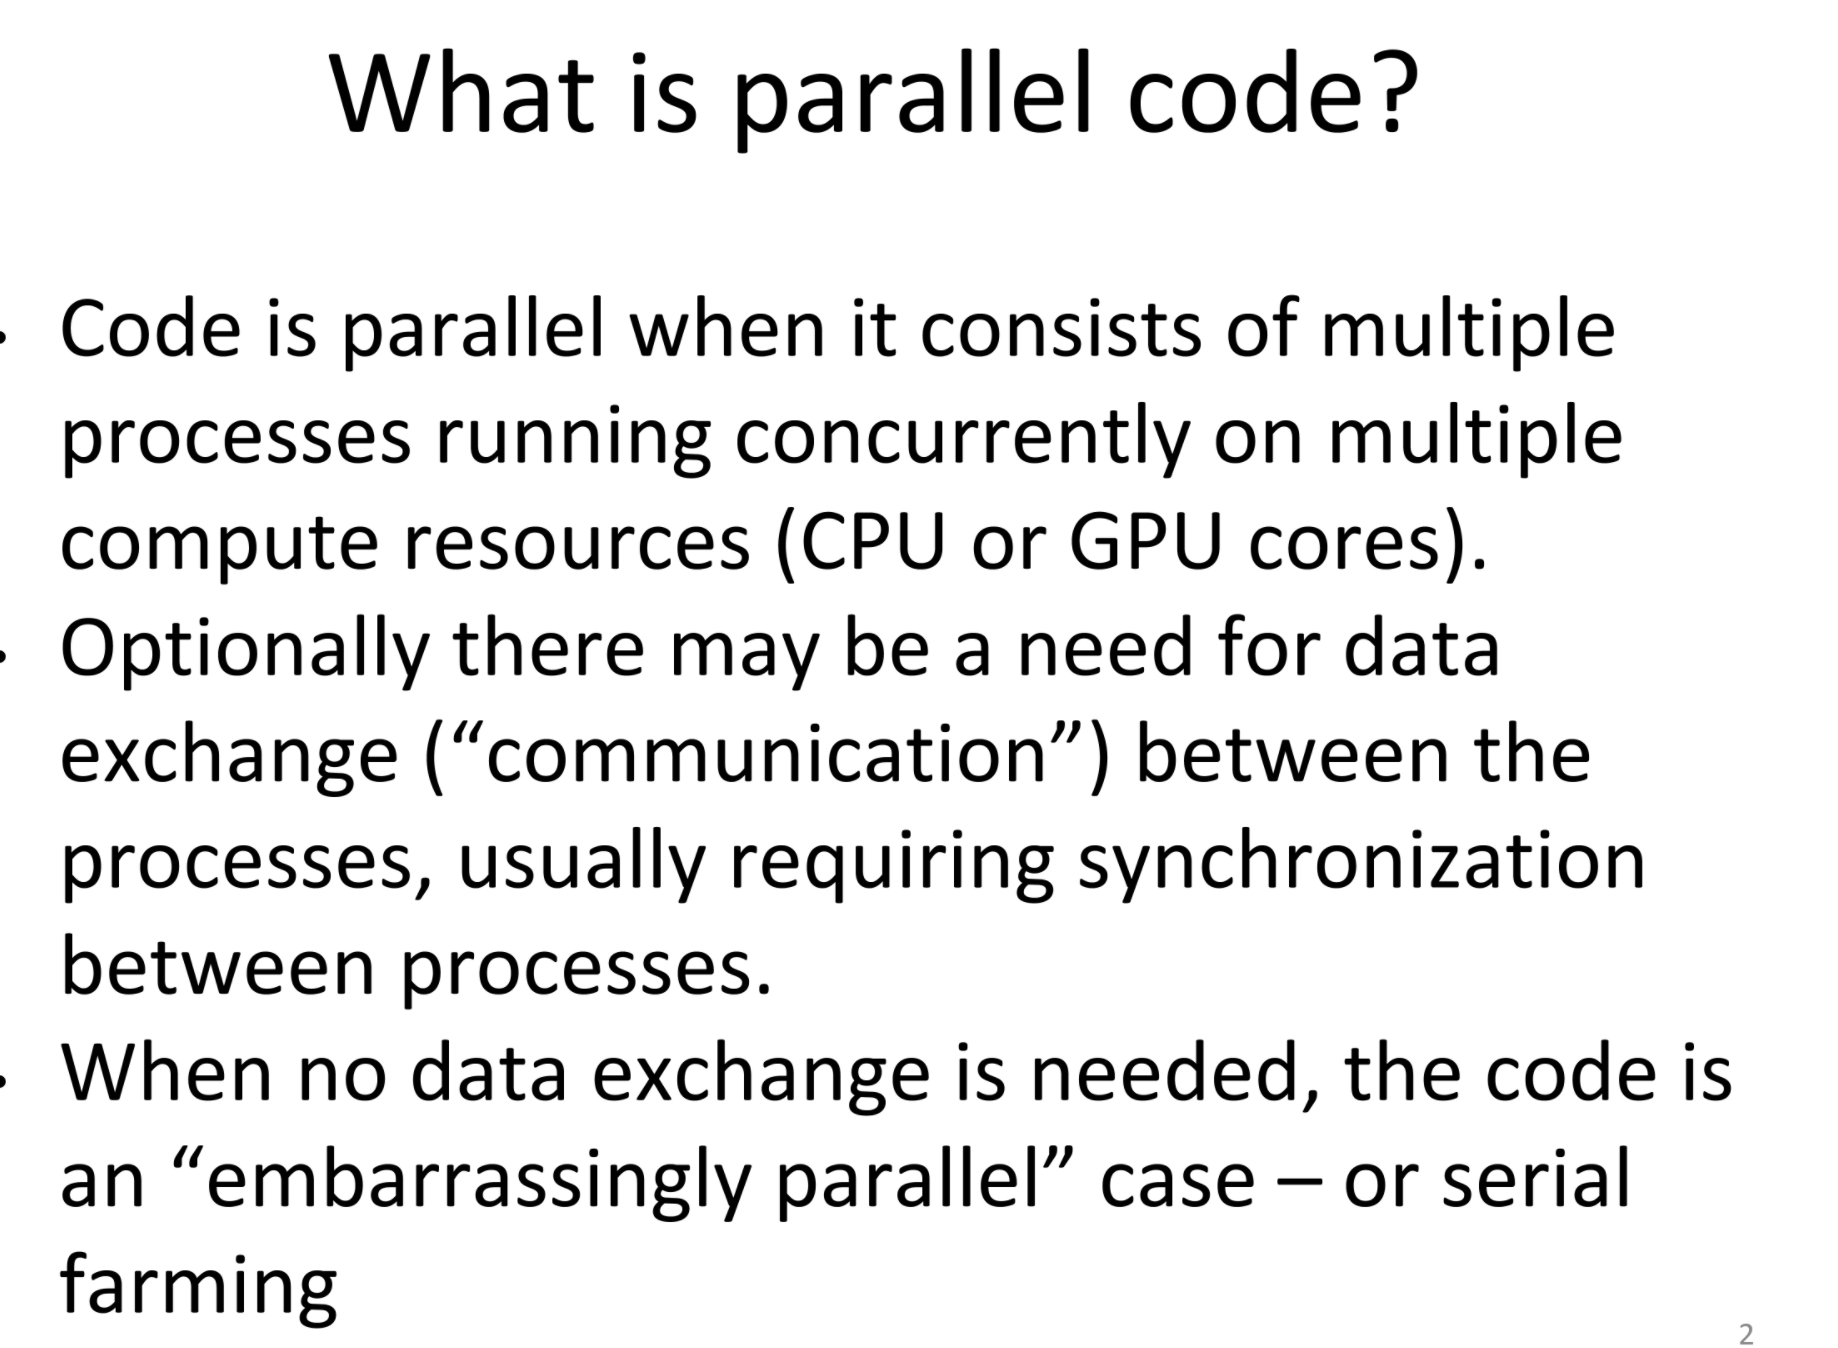 What is parallel code?
• Code is parallel when it consists of multiple
processes running concurrently on multiple
compute resources (CPU or GPU cores).
• Optionally there may be a need for data
exchange (“communication”) between the
processes, usually requiring synchronization
between processes.
• When no data exchange is needed, the code is
an “embarrassingly parallel” case – or serial
farming
2